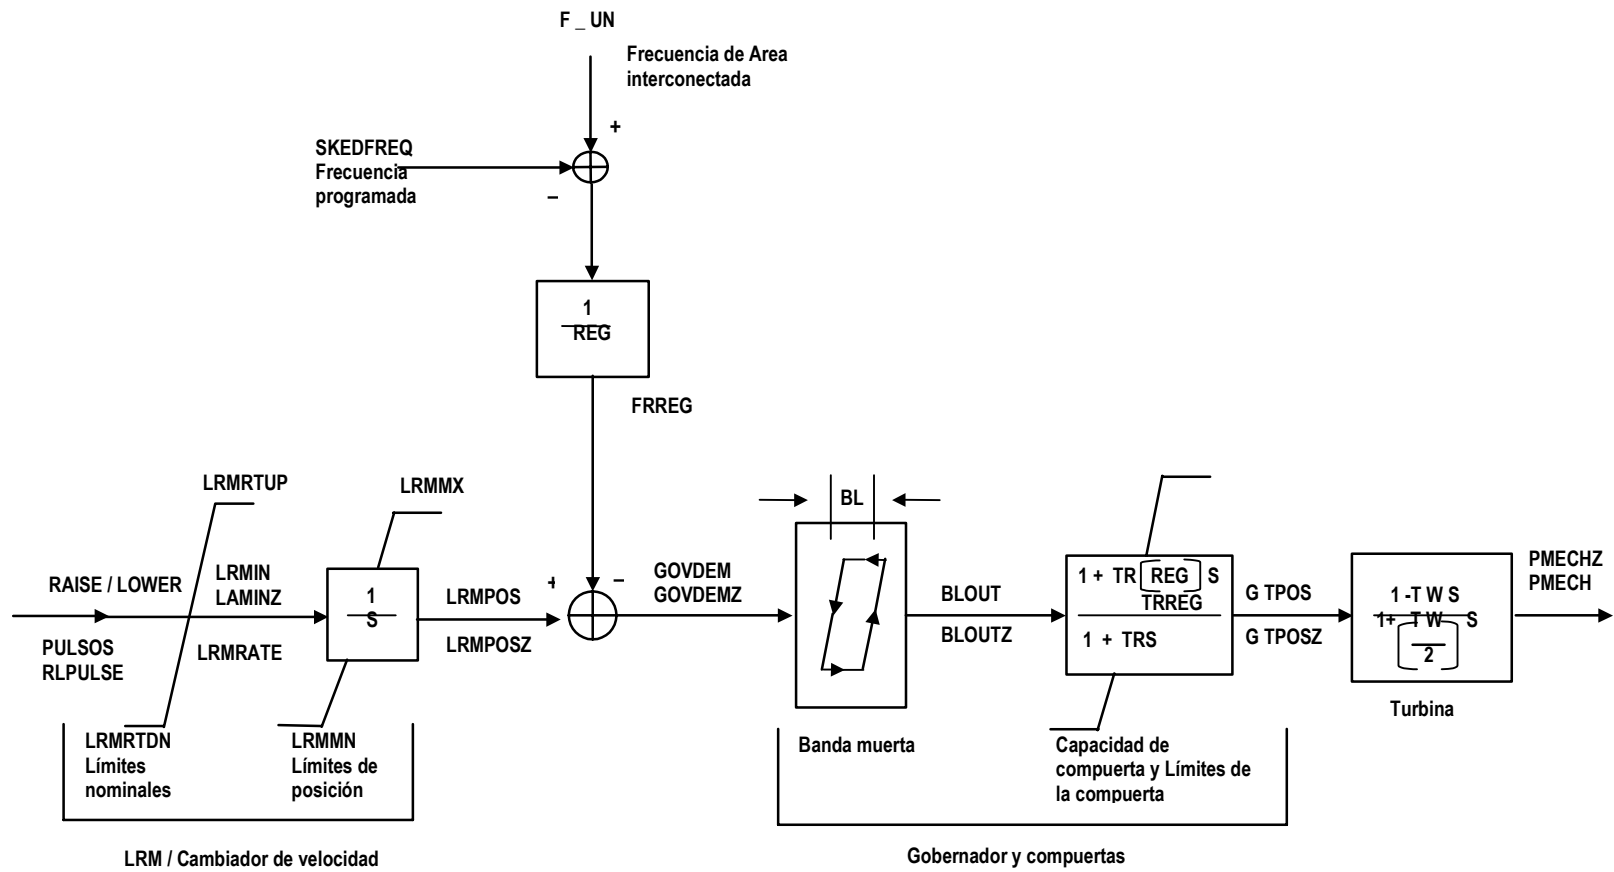 F _ UN
Frecuencia de Area
interconectada
+
SKEDFREQ
Frecuencia
programada
–
1
REG
FRREG
LRMRTUP
LRMMX
BL
RAISE / LOWER
LRMIN
LAMINZ
1
S
LRMPOS
+
–
GOVDEM
GOVDEMZ
BLOUT
1 + TR [ REG ] S
TRREG
1 + TRS
G TPOS
1 -T W S
1+ T W S
2
PMECHZ
PMECH
PULSOS
RLPULSE
LRMRATE
LRMPOSZ
BLOUTZ
G TPOSZ
Turbina
LRMRTDN
Límites
nominales
LRMMN
Límites de
posición
Banda muerta
Capacidad de
compuerta y Límites de
la compuerta
LRM / Cambiador de velocidad
Gobernador y compuertas